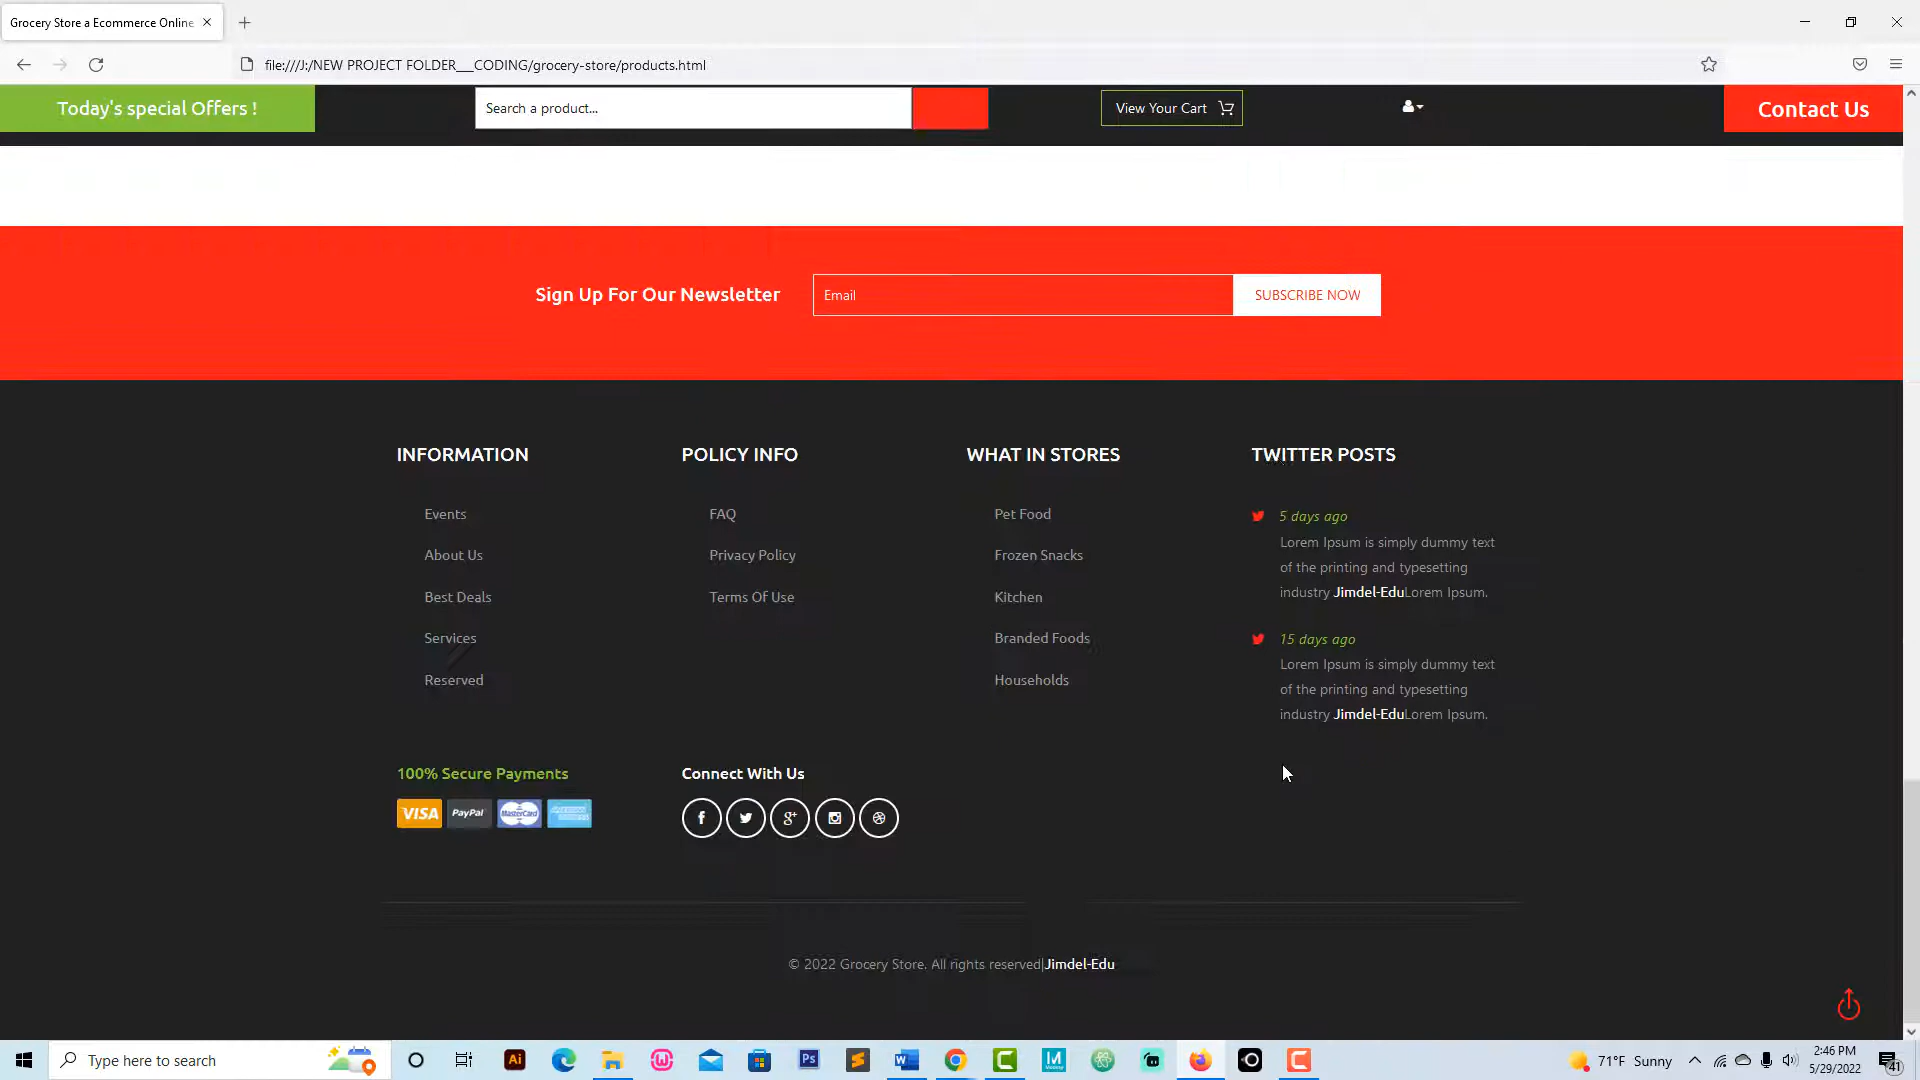 Grocery Store a Ecommerce Online
file:///J:/NEW PROJECT FOLDER___CODING/grocery-store/products.html
Today's special Offers !
Search a product...
View Your Cart
Contact Us
Sign Up For Our Newsletter
Email
SUBSCRIBE NOW
INFORMATION
Events
About Us
Best Deals
Services
Reserved
POLICY INFO
FAQ
Privacy Policy
Terms Of Use
WHAT IN STORES
Pet Food
Frozen Snacks
Kitchen
Branded Foods
Households
TWITTER POSTS
5 days ago
Lorem Ipsum is simply dummy text
of the printing and typesetting
industry Jimdel-EduLorem Ipsum.
15 days ago
Lorem Ipsum is simply dummy text
of the printing and typesetting
industry Jimdel-EduLorem Ipsum.
100% Secure Payments
VISA
PayPal
MasterCard
Connect With Us
© 2022 Grocery Store. All rights reserved|Jimdel-Edu
Type here to search
Ai
Ps
71°F Sunny
2:46 PM
5/29/2022
41